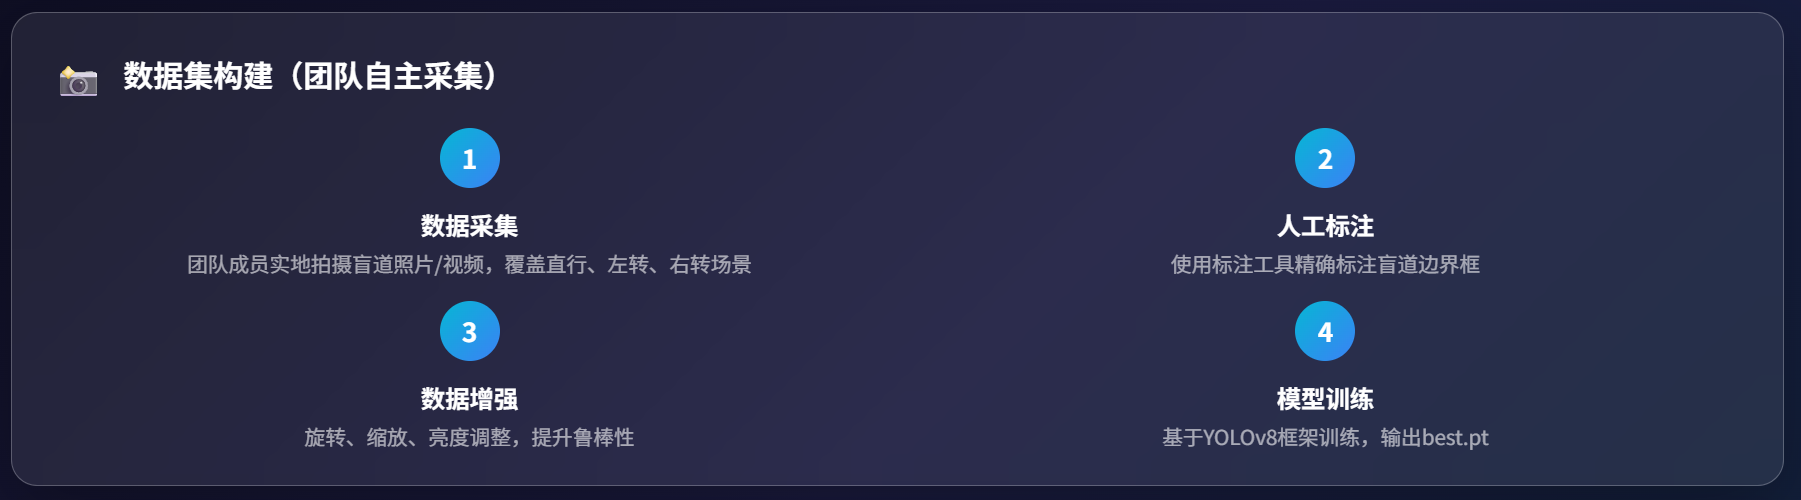 数据集构建（团队自主采集）
1
数据采集
团队成员实地拍摄盲道照片/视频，覆盖直行、左转、右转场景
2
人工标注
使用标注工具精确标注盲道边界框
3
数据增强
旋转、缩放、亮度调整，提升鲁棒性
4
模型训练
基于YOLOv8框架训练，输出best.pt